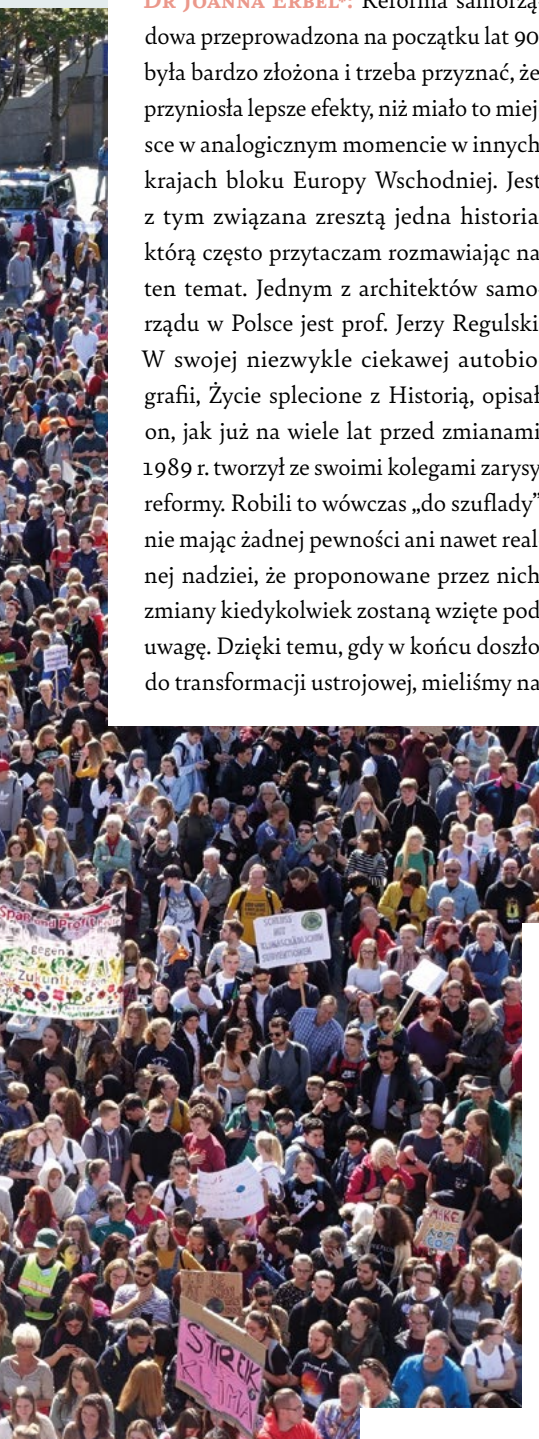 DR JOANNA ERBEL*: Reforma samorzą-
dowa przeprowadzona na początku lat 90
była bardzo złożona i trzeba przyznać, że
przyniosła lepsze efekty, niż miało to miej
sce w analogicznym momencie w innych
krajach bloku Europy Wschodniej. Jest
z tym związana zresztą jedna historia
którą często przytaczam rozmawiając na
ten temat. Jednym z architektów samo
rządu w Polsce jest prof. Jerzy Regulski
W swojej niezwykle ciekawej autobio
grafii, Życie splecione z Historią, opisał
on, jak już na wiele lat przed zmianami
1989 r. tworzył ze swoimi kolegami zarysy
reformy. Robili to wówczas „do szuflady”
nie mając żadnej pewności ani nawet real
nej nadziei, że proponowane przez nich
zmiany kiedykolwiek zostaną wzięte pod
uwagę. Dzięki temu, gdy w końcu doszło
do transformacji ustrojowej, mieliśmy na
Spaß und Profit
gegen
Zukunft
SCHLUSS
MIT
KLIMASCHÄDLICHEN
SUBVENTIONEN
MAKE
STREIK
KLIMA